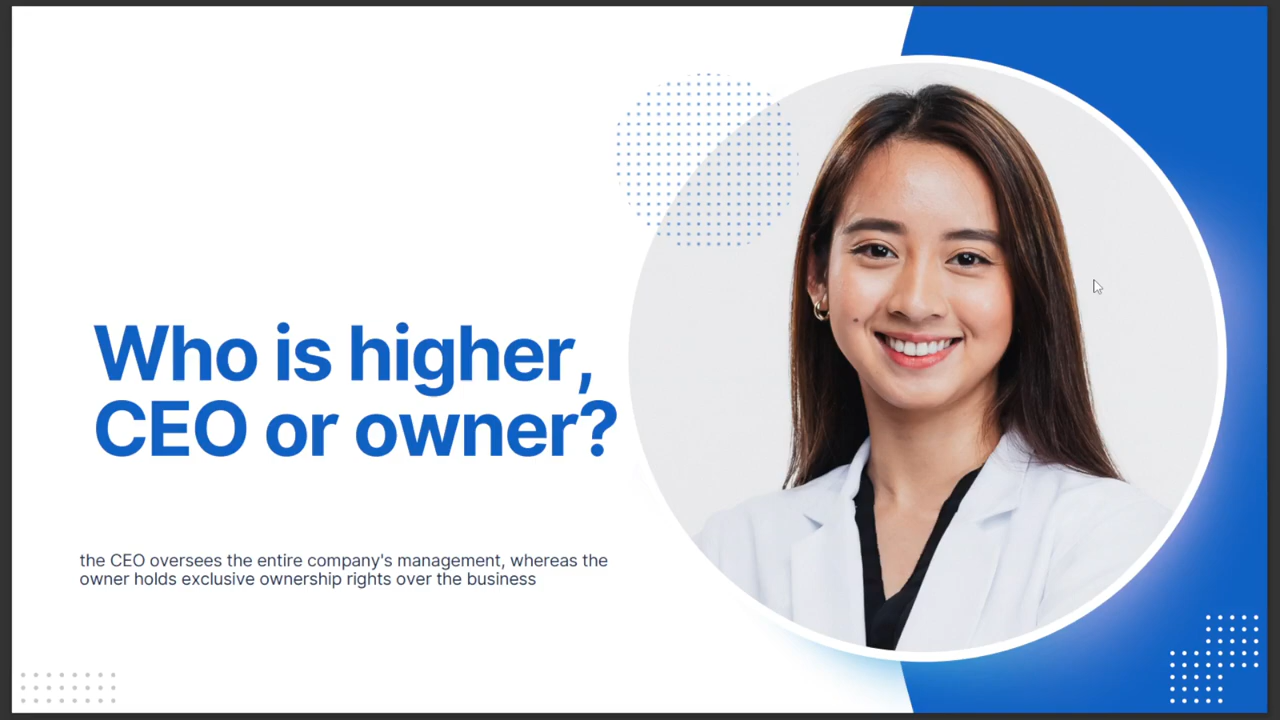 Who is higher,
CEO or owner?
the CEO oversees the entire company's management, whereas the
owner holds exclusive ownership rights over the business